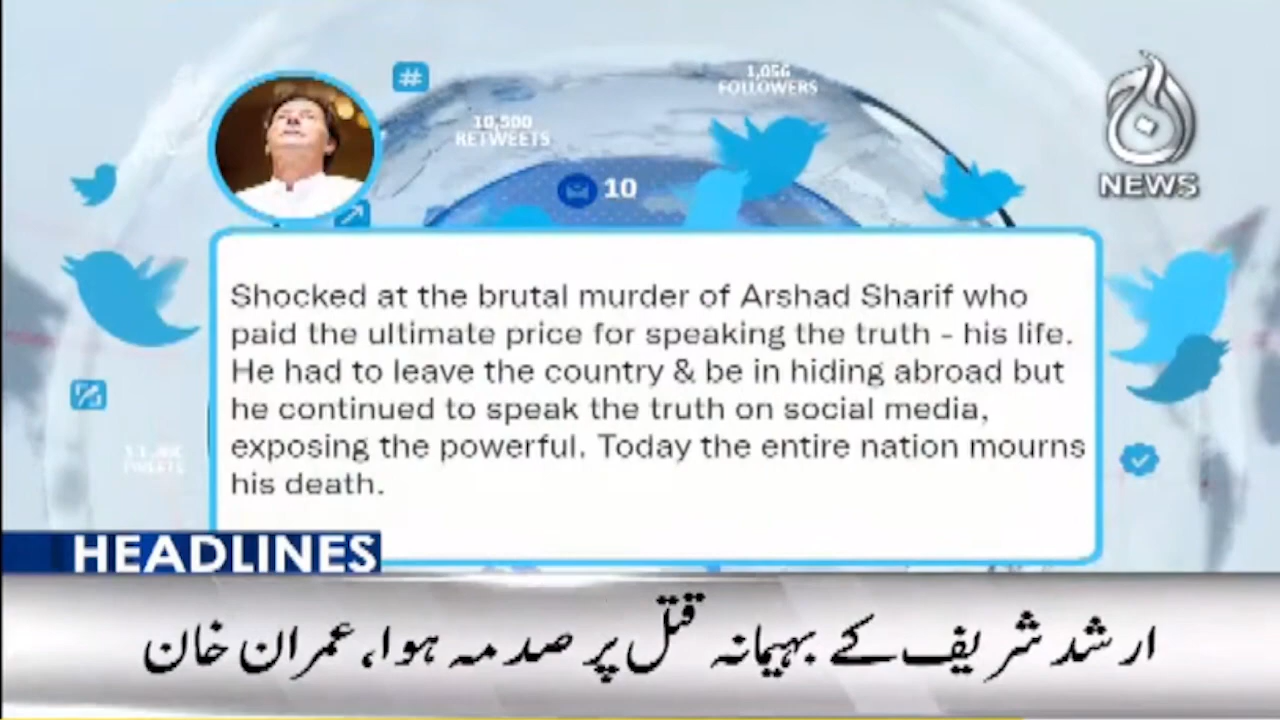 #
1,056
FOLLOWERS
10,500
RETWEETS
10
آج
NEWS
Shocked at the brutal murder of Arshad Sharif who
paid the ultimate price for speaking the truth - his life.
He had to leave the country & be in hiding abroad but
he continued to speak the truth on social media,
exposing the powerful. Today the entire nation mourns
his death.
TWEETS
HEADLINES
ارشد شریف کے بہیمانہ قتل پر صدمہ ہوا، عمران خان